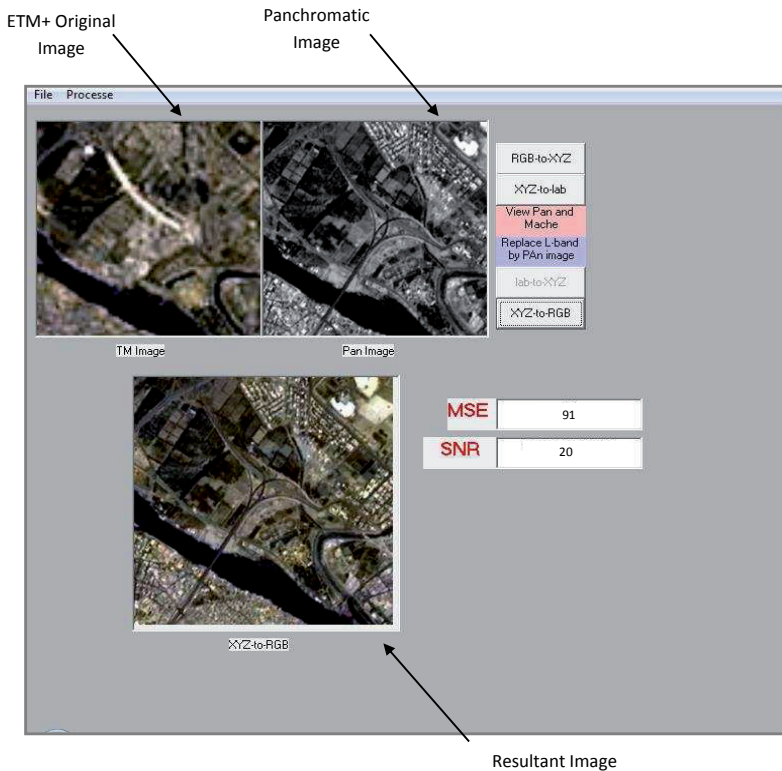 ETM+ Original
Image
Panchromatic
Image
File Processe
RGB-to-XYZ
XYZ-to-lab
View Pan and
Mache
Replace L-band
by PAn image
lab-to-XYZ
XYZ-to-RGB
TM Image
Pan Image
MSE
91
SNR
20
XYZ-to-RGB
Resultant Image